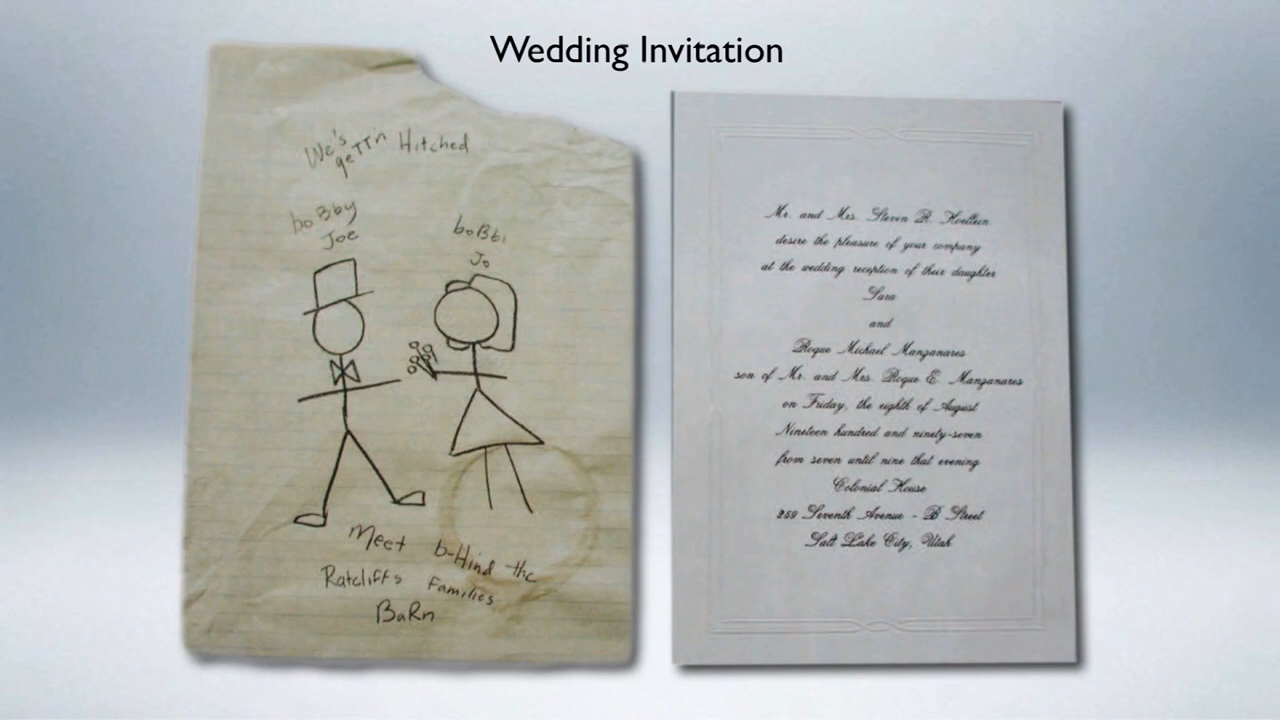 Wedding Invitation
We's
gettn Hitched
boBBy
Joe
boBBi
Jo
Meet b-Hind the
Ratcliffs Families
BaRn
Mr. and Mrs. Steven R. Hoellein
desire the pleasure of your company
at the wedding reception of their daughter
Sara
and
Roque Michael Manzanares
son of Mr. and Mrs. Roque E. Manzanares
on Friday, the eighth of August
Nineteen hundred and ninety-seven
from seven until nine that evening
Colonial House
259 Seventh Avenue - B Street
Salt Lake City, Utah